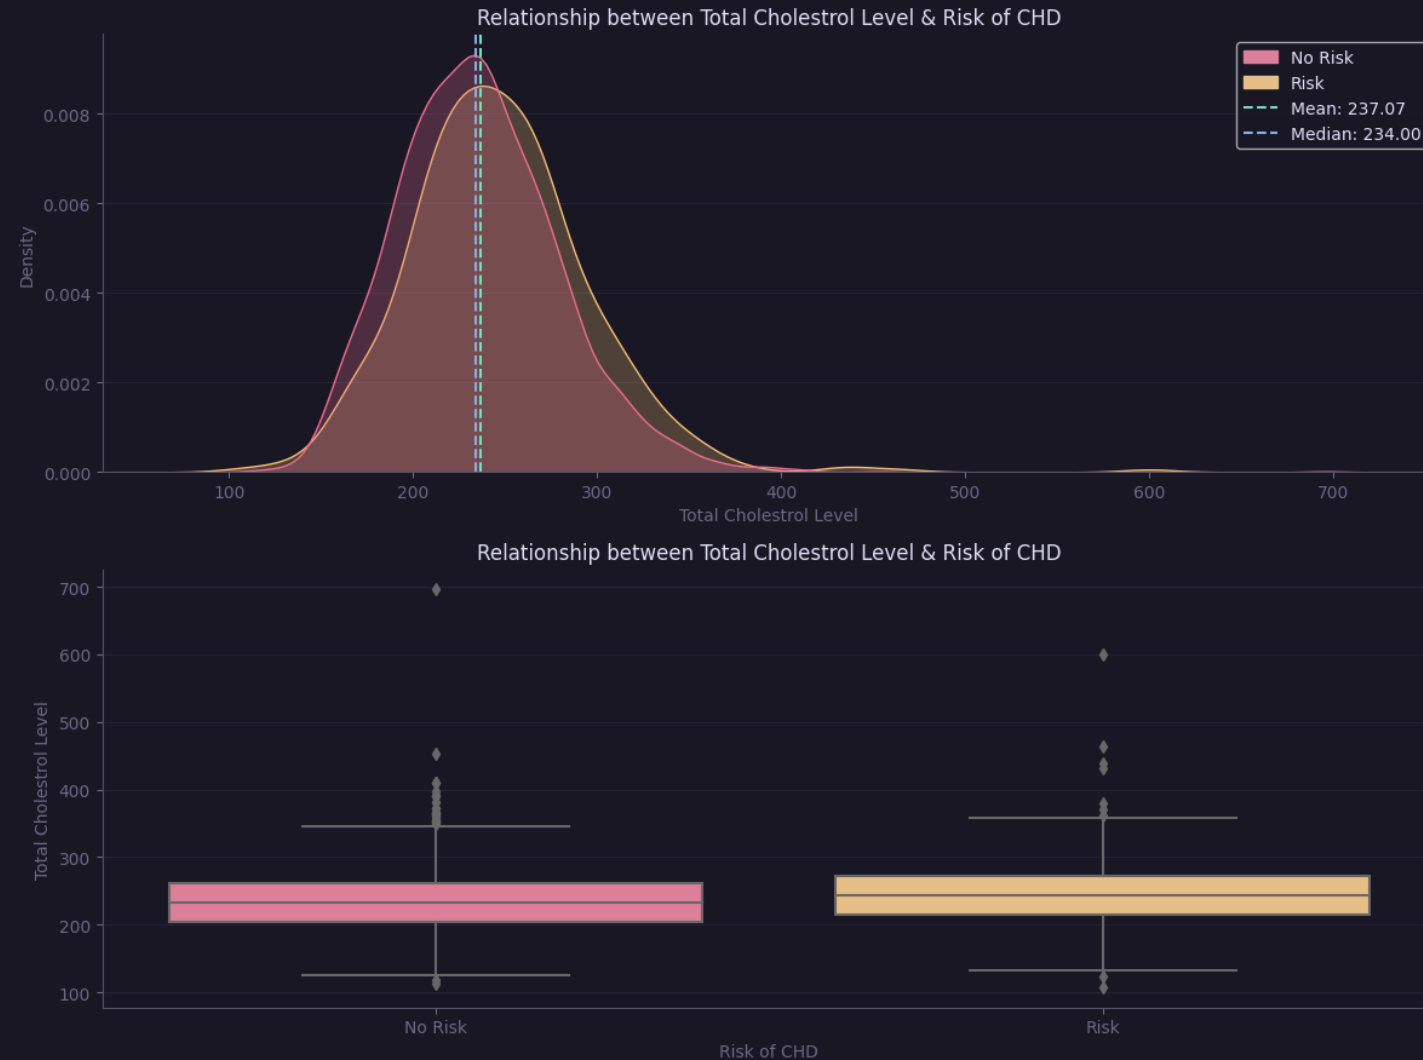 Relationship between Total Cholestrol Level & Risk of CHD
No Risk
Risk
Mean: 237.07
Median: 234.00
Density
0.008
0.006
0.004
0.002
0.000
100 200 300 400 500 600 700
Total Cholestrol Level
Relationship between Total Cholestrol Level & Risk of CHD
Total Cholestrol Level
700
600
500
400
300
200
100
No Risk Risk
Risk of CHD